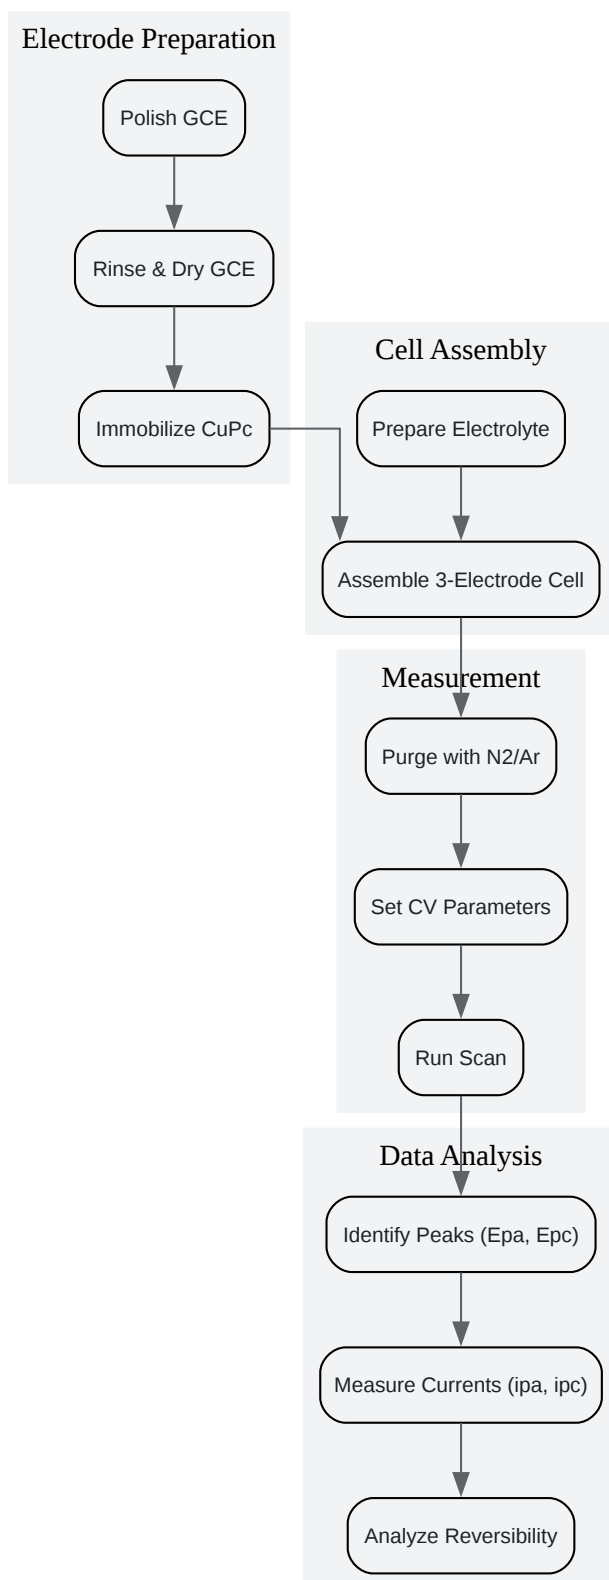 Electrode Preparation
Polish GCE
Rinse & Dry GCE
Immobilize CuPc
Cell Assembly
Prepare Electrolyte
Assemble 3-Electrode Cell
Measurement
Purge with N2/Ar
Set CV Parameters
Run Scan
Data Analysis
Identify Peaks (Epa, Epc)
Measure Currents (ipa, ipc)
Analyze Reversibility